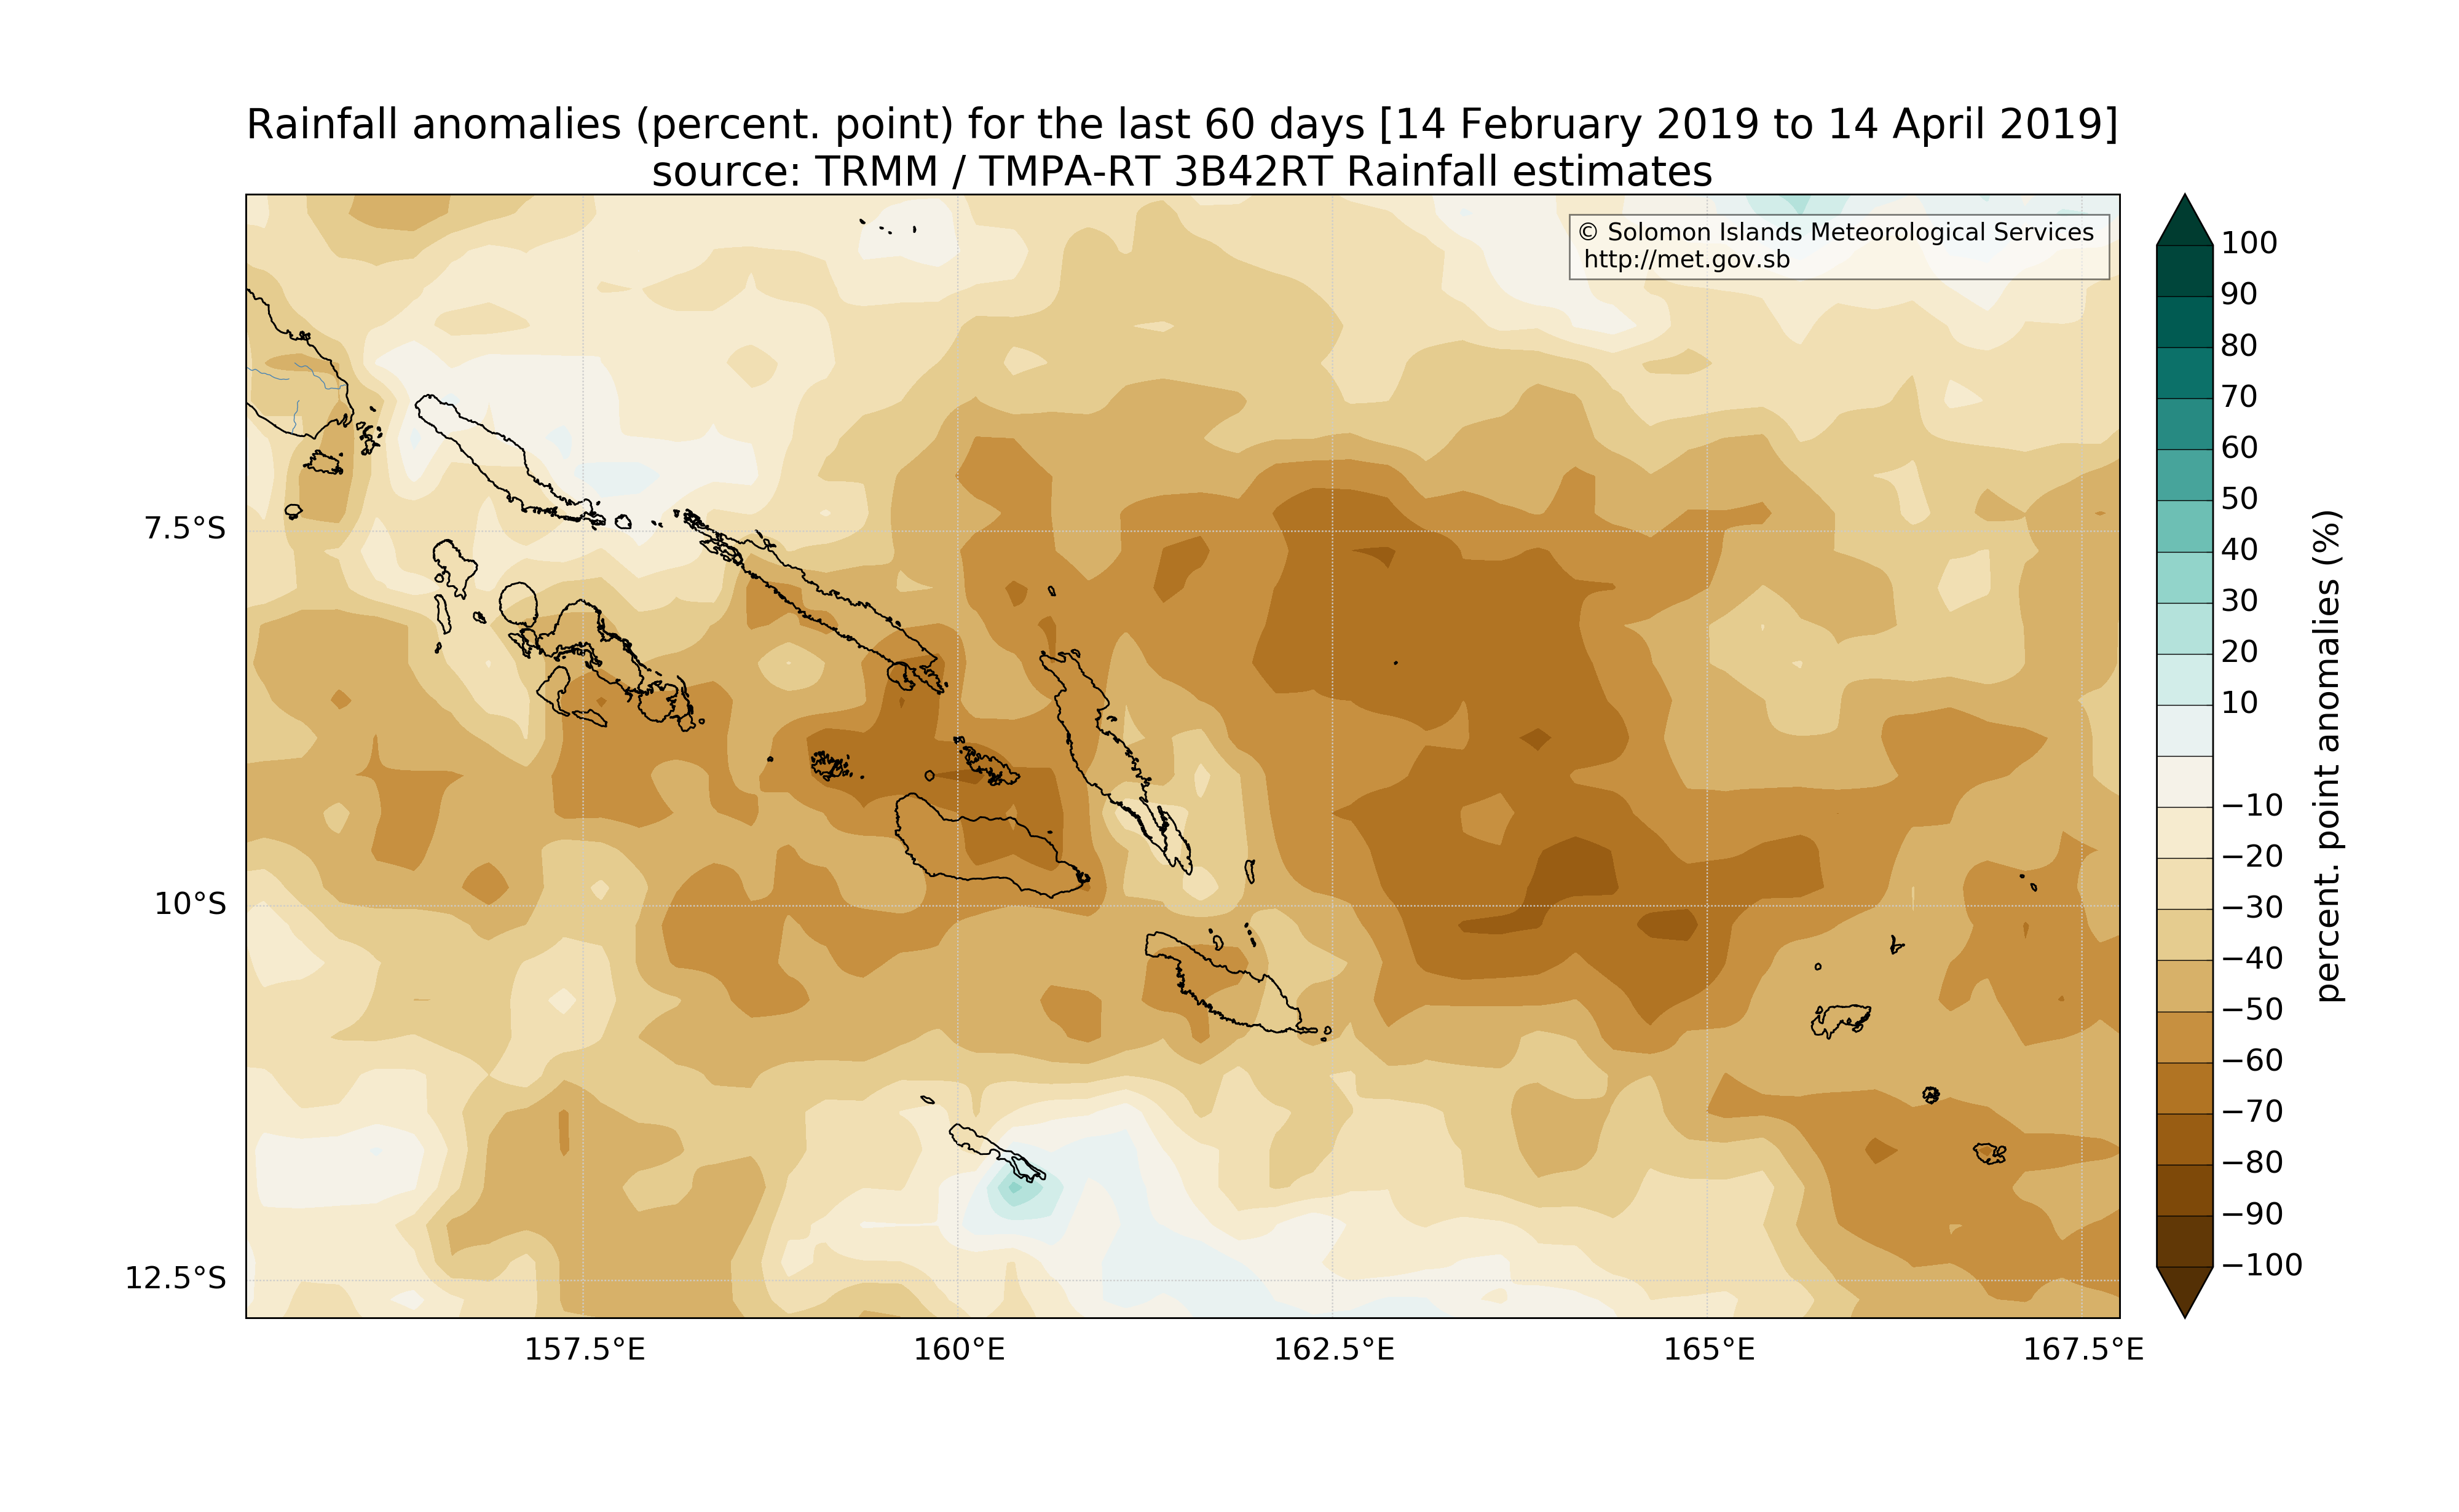 Rainfall anomalies (percent. point) for the last 60 days [14 February 2019 to 14 April 2019]
source: TRMM / TMPA-RT 3B42RT Rainfall estimates
© Solomon Islands Meteorological Services
http://met.gov.sb
7.5°S
10°S
12.5°S
157.5°E
160°E
162.5°E
165°E
167.5°E
100
90
80
70
60
50
40
30
20
10
−10
−20
−30
−40
−50
−60
−70
−80
−90
−100
percent. point anomalies (%)